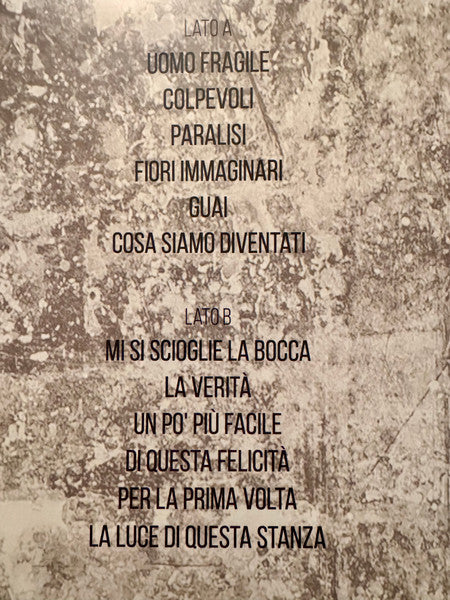 LATO A
UOMO FRAGILE
COLPEVOLI
PARALISI
FIORI IMMAGINARI
GUAI
COSA SIAMO DIVENTATI
LATO B
MI SI SCIOGLIE LA BOCCA
LA VERITÀ
UN PO' PIÙ FACILE
DI QUESTA FELICITÀ
PER LA PRIMA VOLTA
LA LUCE DI QUESTA STANZA